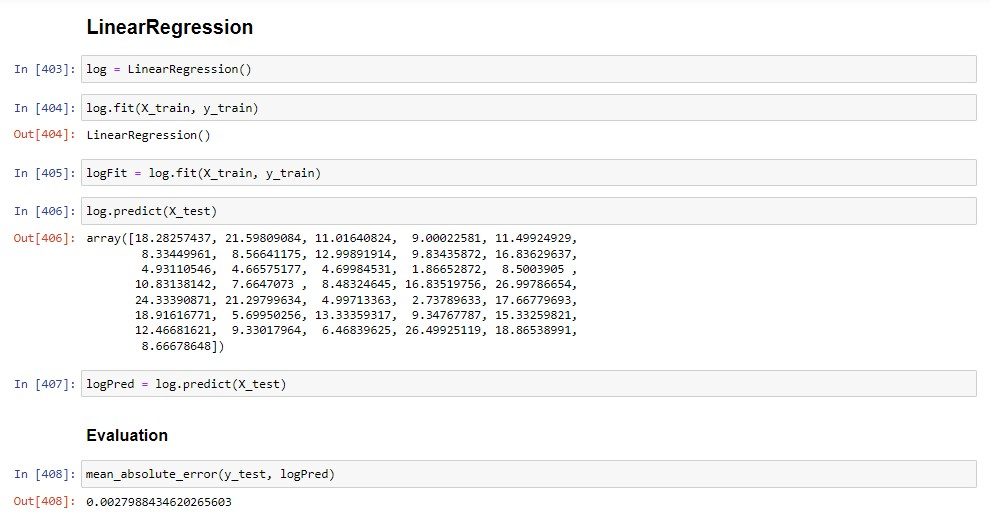 LinearRegression
In [403]: log = LinearRegression()
In [404]: log.fit(X_train, y_train)
Out[404]: LinearRegression()
In [405]: logFit = log.fit(X_train, y_train)
In [406]: log.predict(X_test)
Out[406]: array([18.28257437, 21.59809084, 11.01640824,  9.00022581, 11.49924929,
        8.33449961,  8.56641175, 12.99891914,  9.83435872, 16.83629637,
        4.93110546,  4.66575177,  4.69984531,  1.86652872,  8.5003905 ,
       10.83138142,  7.6647073 ,  8.48324645, 16.83519756, 26.99786654,
       24.33390871, 21.29799634,  4.99713363,  2.73789633, 17.66779693,
       18.91616771,  5.69950256, 13.33359317,  9.34767787, 15.33259821,
       12.46681621,  9.33017964,  6.46839625, 26.49925119, 18.86538991,
        8.66678648])
In [407]: logPred = log.predict(X_test)
Evaluation
In [408]: mean_absolute_error(y_test, logPred)
Out[408]: 0.0027988434620265603